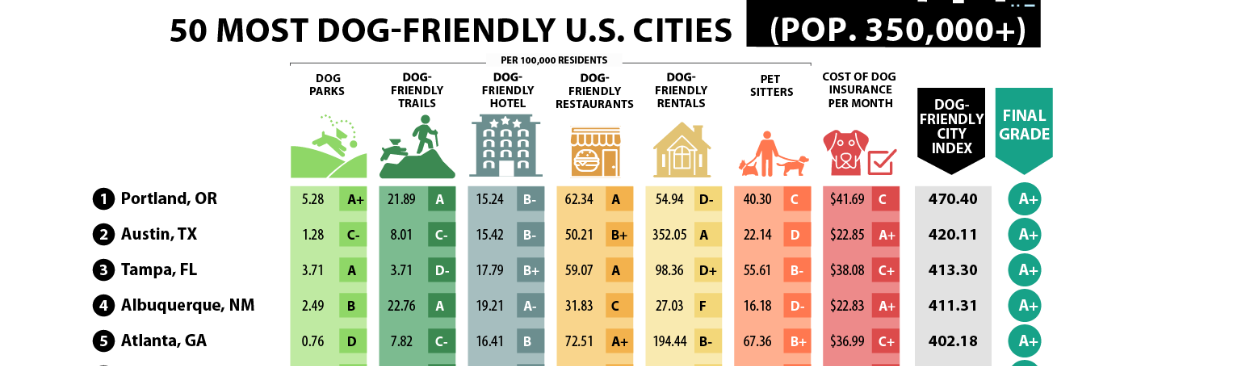 50 MOST DOG-FRIENDLY U.S. CITIES (POP. 350,000+)
PER 100,000 RESIDENTS
DOG
PARKS
DOG-
FRIENDLY
TRAILS
DOG-
FRIENDLY
HOTEL
DOG-
FRIENDLY
RESTAURANTS
DOG-
FRIENDLY
RENTALS
PET
SITTERS
COST OF DOG
INSURANCE
PER MONTH
DOG-
FRIENDLY
CITY
INDEX
FINAL
GRADE
1 Portland, OR 5.28 A+ 21.89 A 15.24 B- 62.34 A 54.94 D- 40.30 C $41.69 C 470.40 A+
2 Austin, TX 1.28 C- 8.01 C- 15.42 B- 50.21 B+ 352.05 A 22.14 D $22.85 A+ 420.11 A+
3 Tampa, FL 3.71 A 3.71 D- 17.79 B+ 59.07 A 98.36 D+ 55.61 B- $38.08 C+ 413.30 A+
4 Albuquerque, NM 2.49 B 22.76 A 19.21 A- 31.83 C 27.03 F 16.18 D- $22.83 A+ 411.31 A+
5 Atlanta, GA 0.76 D 7.82 C- 16.41 B 72.51 A+ 194.44 B- 67.36 B+ $36.99 C+ 402.18 A+